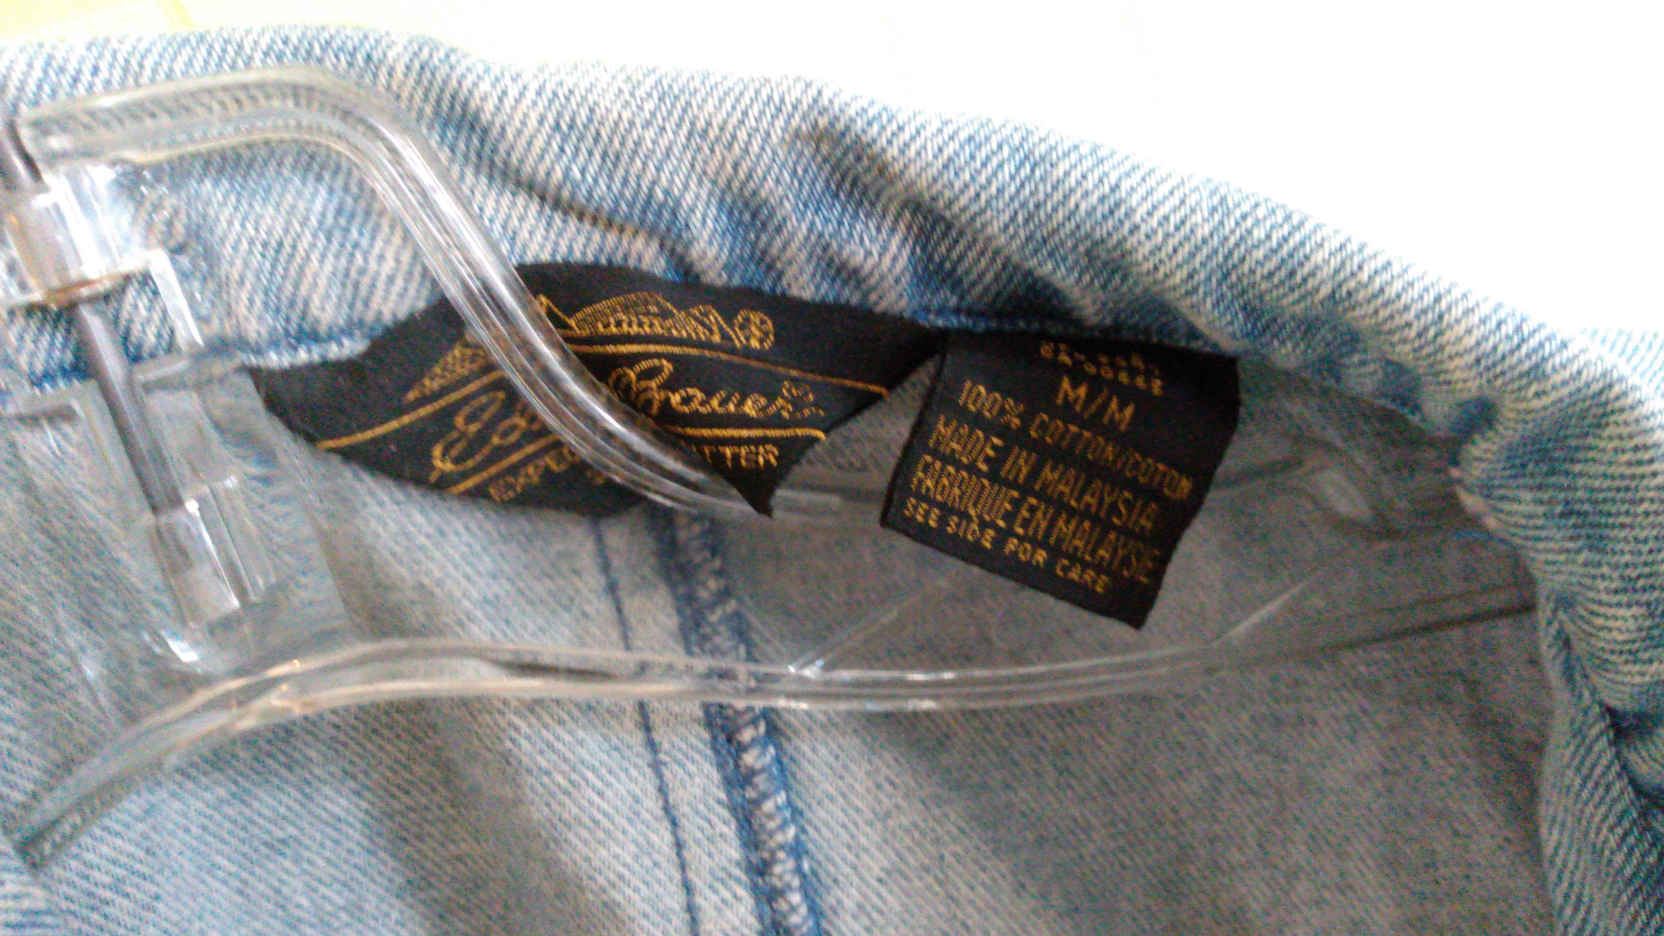 Bauer
M/M
100% COTTON/COTON
MADE IN MALAYSIA
FABRIQUE EN MALAYSIE
SEE SIDE FOR CARE